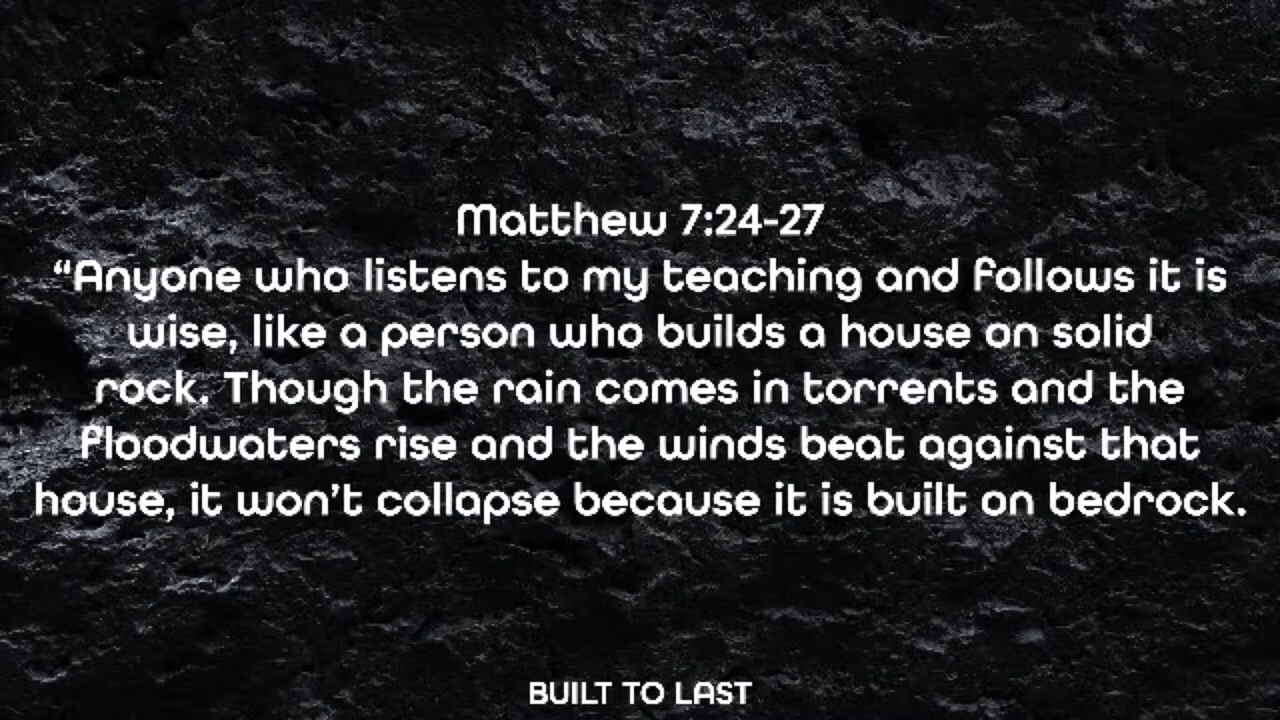 Matthew 7:24-27
“Anyone who listens to my teaching and follows it is
wise, like a person who builds a house on solid
rock. Though the rain comes in torrents and the
floodwaters rise and the winds beat against that
house, it won’t collapse because it is built on bedrock.
BUILT TO LAST